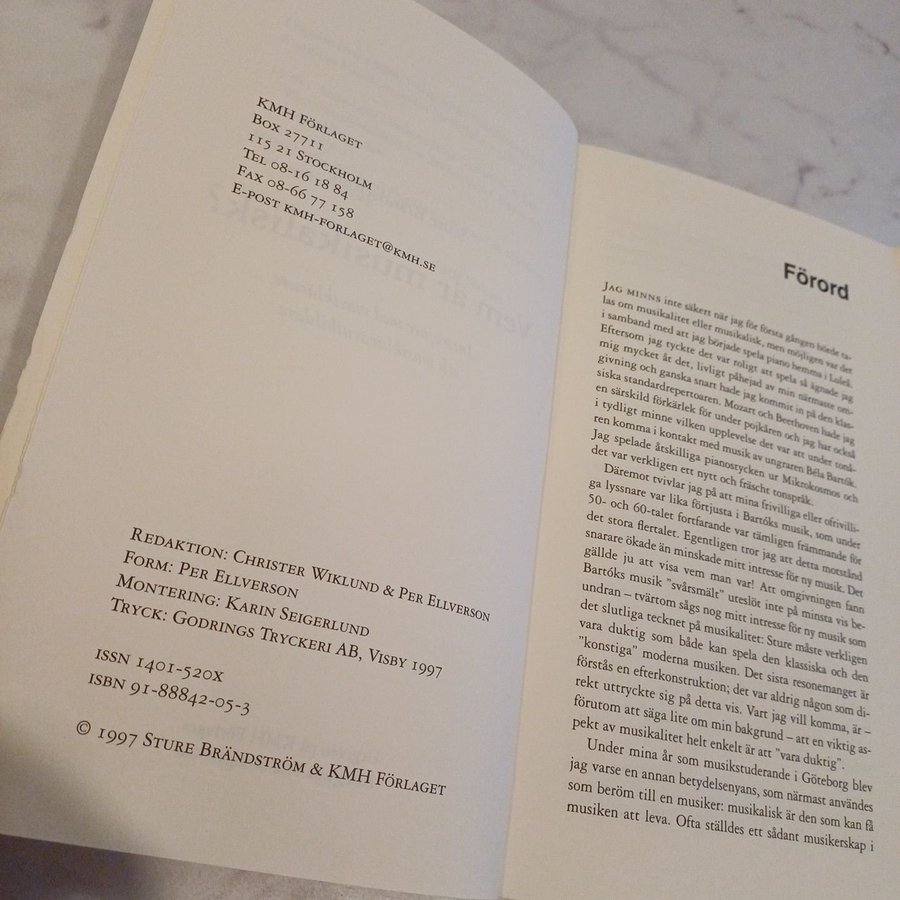 KMH Förlaget
Box 27711
115 21 Stockholm
Tel 08-16 18 84
Fax 08-66 77 158
E-post kmh-forlaget@kmh.se
Redaktion: Christer Wiklund & Per Ellverson
Form: Per Ellverson
Montering: Karin Seigerlund
Tryck: Godrings Tryckeri AB, Visby 1997
ISSN 1401-520X
ISBN 91-88842-05-3
© 1997 Sture Brändström & KMH Förlaget
Förord
Jag minns inte säkert när jag för första gången hörde ta-
las om musikalitet eller musikalisk, men möjligen var det
i samband med att jag började spela piano hemma i Luleå.
Eftersom jag tyckte det var roligt att spela så ägnade jag
mig mycket åt det, livligt påhejad av min närmaste om-
givning och ganska snart hade jag kommit in på den klas-
siska standardrepertoaren. Mozart och Beethoven hade jag
en särskild förkärlek för under pojkåren och jag har också
i tydligt minne vilken upplevelse det var att under tonå-
ren komma i kontakt med musik av ungraren Béla Bartók.
Jag spelade åtskilliga pianostycken ur Mikrokosmos och
det var verkligen ett nytt och fräscht tonspråk.
Däremot tvivlar jag på att mina frivilliga eller ofrivilli-
ga lyssnare var lika förtjusta i Bartóks musik, som under
50- och 60-talet fortfarande var tämligen främmande för
det stora flertalet. Egentligen tror jag att detta motstånd
snarare ökade än minskade mitt intresse för ny musik. Det
gällde ju att visa vem man var! Att omgivningen fann
Bartóks musik ”svårsmält” uteslöt inte på minsta vis be-
undran – tvärtom sågs nog mitt intresse för ny musik som
det slutliga tecknet på musikalitet: Sture måste verkligen
vara duktig som både kan spela den klassiska och den
”konstiga” moderna musiken. Det sista resonemanget är
förstås en efterkonstruktion; det var aldrig någon som di-
rekt uttryckte sig på detta vis. Vart jag vill komma, är –
förutom att säga lite om min bakgrund – att en viktig as-
pekt av musikalitet helt enkelt är att ”vara duktig”.
Under mina år som musikstuderande i Göteborg blev
jag varse en annan betydelsenyans, som närmast användes
som beröm till en musiker: musikalisk är den som kan få
musiken att leva. Ofta ställdes ett sådant musikerskap i